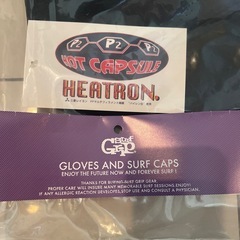 P2 P2 P2
HOT CAPSULE
HEATRON.
Grip
GLOVES AND SURF CAPS
ENJOY THE FUTURE NOW AND FOREVER SURF !
THANKS FOR BUYING SURF GRIP GEAR.
PROPER CARE WILL INSURE MANY MEMORABLE SURF SESSIONS. ENJOY!
IF ANY ALLERGIC REACTION DEVELOPES, STOP USE AND CONSULT A PHYSICIAN.